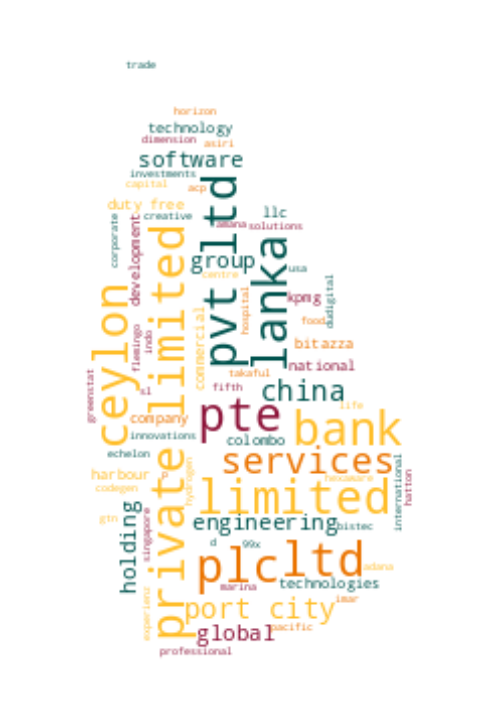 trade
horizon
technology
dimension asiri
software
investments
capital acp
duty free
creative
corporate
development
pvt ltd
llc
amana solutions
group
lanka
centre
usa
kpmg
dudigital
hospital
food
commercial
bitazza
ceylon
private limited
flemingo
indo
national
takaful
greenstat
sl
fifth
china
life
company
pte
bank
innovations
colombo
echelon
services
harbour
p
codegen
hydrogen
hexaware
limited
international
hatton
gtn
holding
singapore
engineering
bistec
d
99x
plc
ltd
adana
marina
technologies
experienz
imar
port city
global
pacific
professional